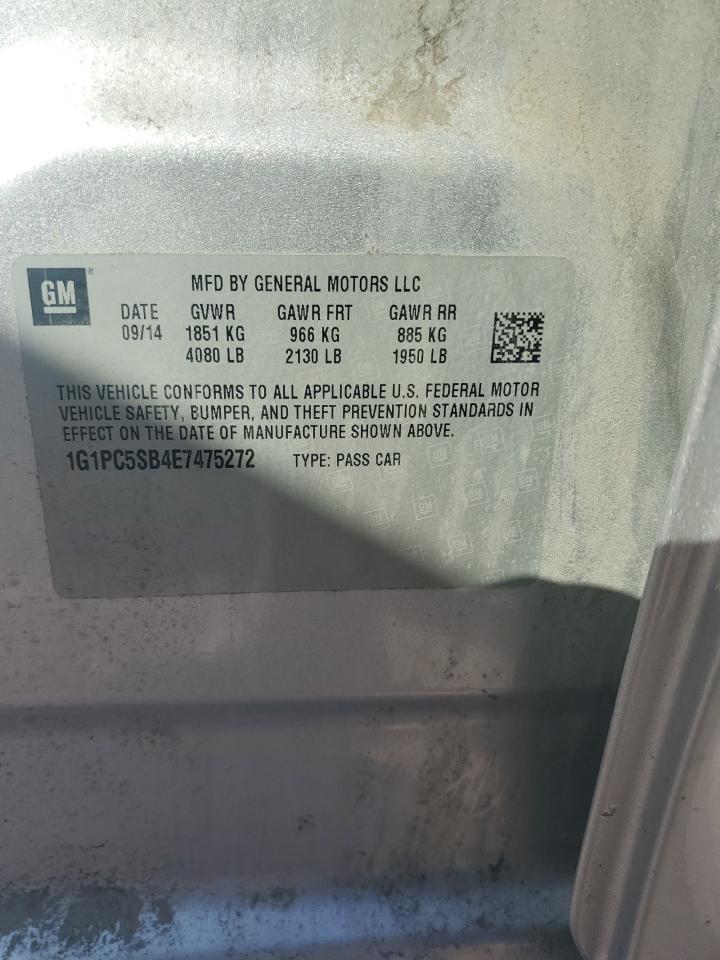 GM
MFD BY GENERAL MOTORS LLC
DATE GVWR GAWR FRT GAWR RR
09/14 1851 KG 966 KG 885 KG
4080 LB 2130 LB 1950 LB
THIS VEHICLE CONFORMS TO ALL APPLICABLE U.S. FEDERAL MOTOR
VEHICLE SAFETY, BUMPER, AND THEFT PREVENTION STANDARDS IN
EFFECT ON THE DATE OF MANUFACTURE SHOWN ABOVE.
1G1PC5SB4E7475272 TYPE: PASS CAR